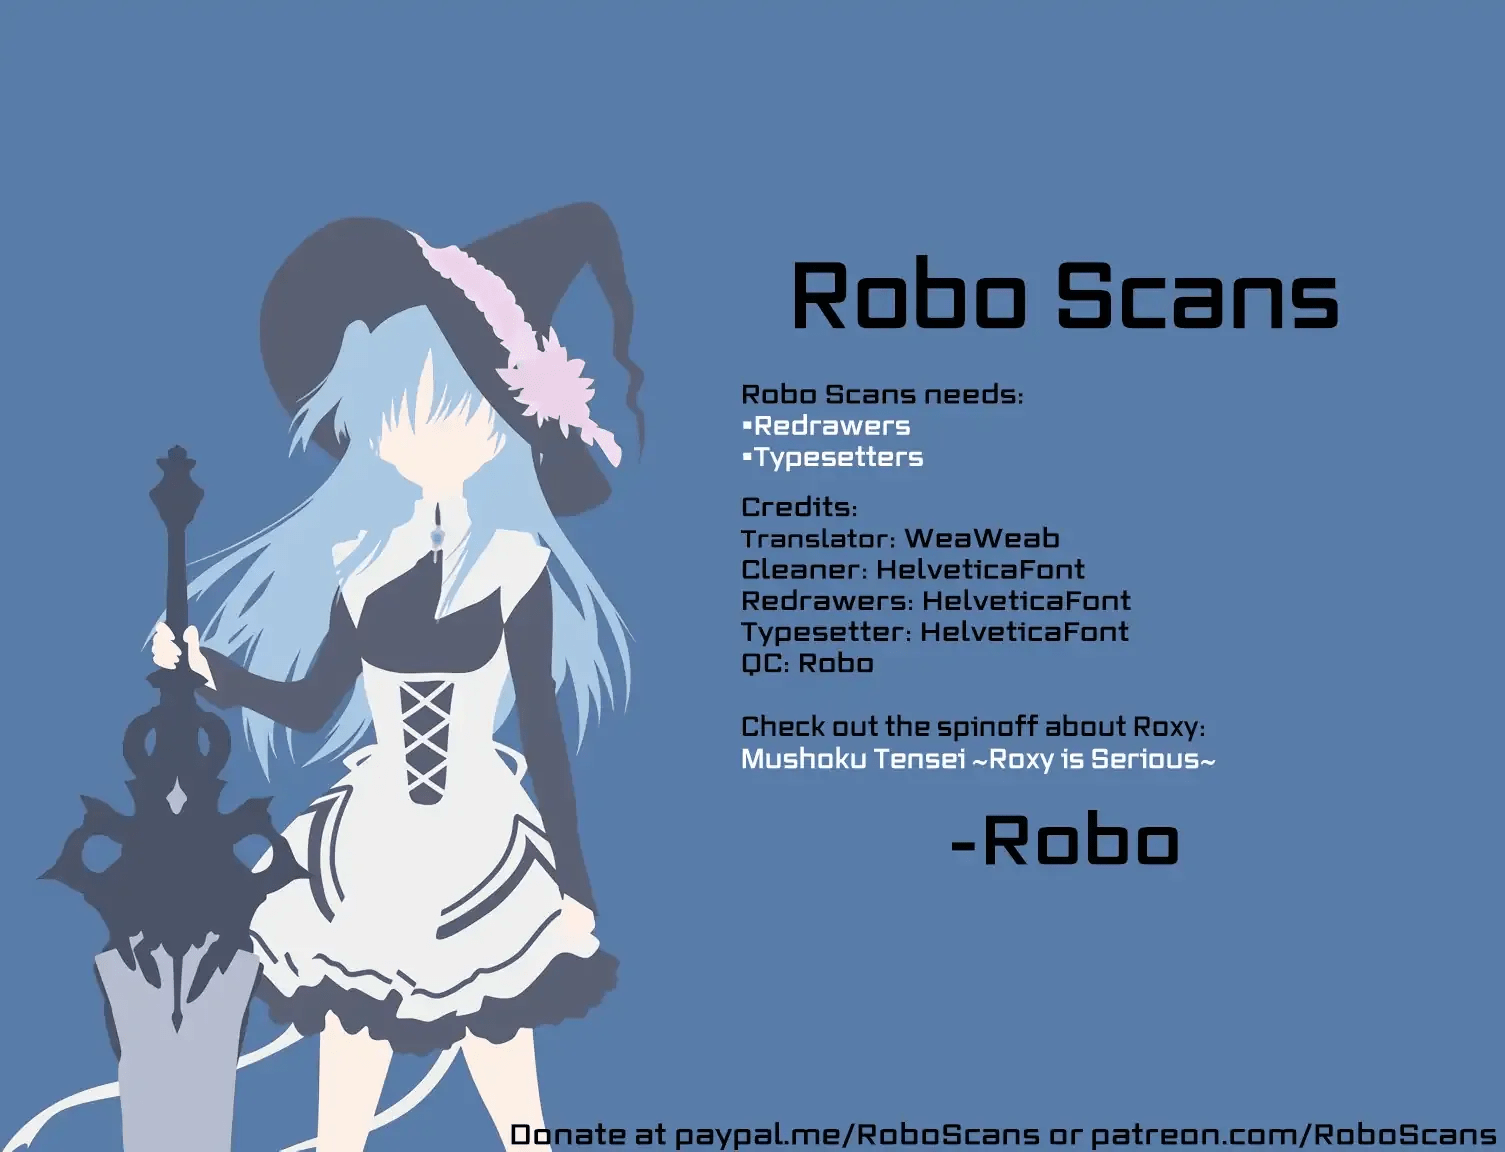 Robo Scans
Robo Scans needs:
▪Redrawers
▪Typesetters
Credits:
Translator: WeaWeab
Cleaner: HelveticaFont
Redrawers: HelveticaFont
Typesetter: HelveticaFont
QC: Robo
Check out the spinoff about Roxy:
Mushoku Tensei ~Roxy is Serious~
-Robo
Donate at paypal.me/RoboScans or patreon.com/RoboScans